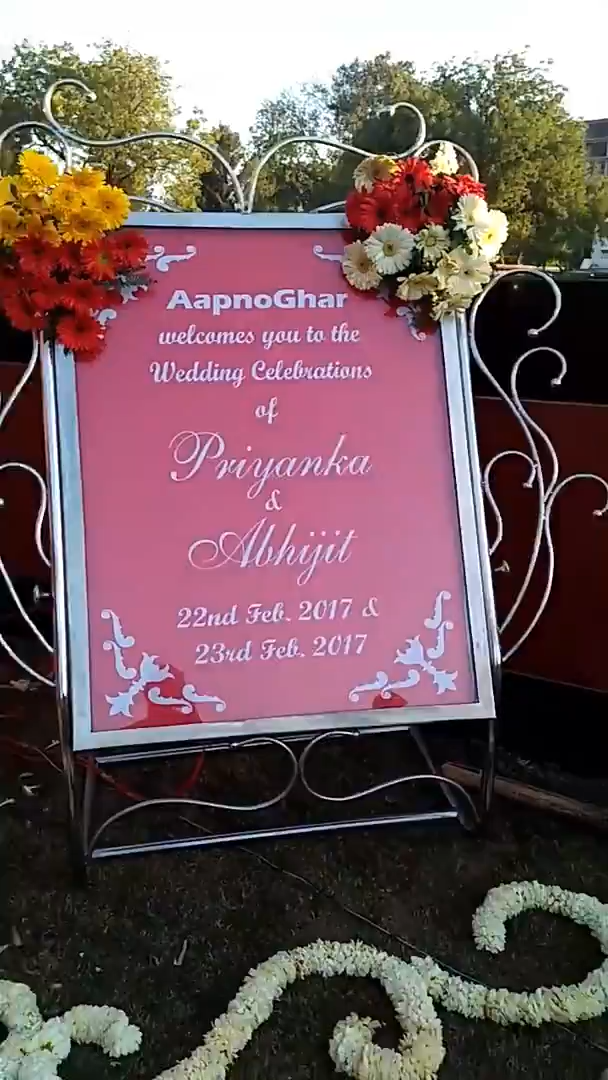 AapnoGhar
welcomes you to the
Wedding Celebrations
of
Priyanka
&
Abhijit
22nd Feb. 2017 &
23rd Feb. 2017